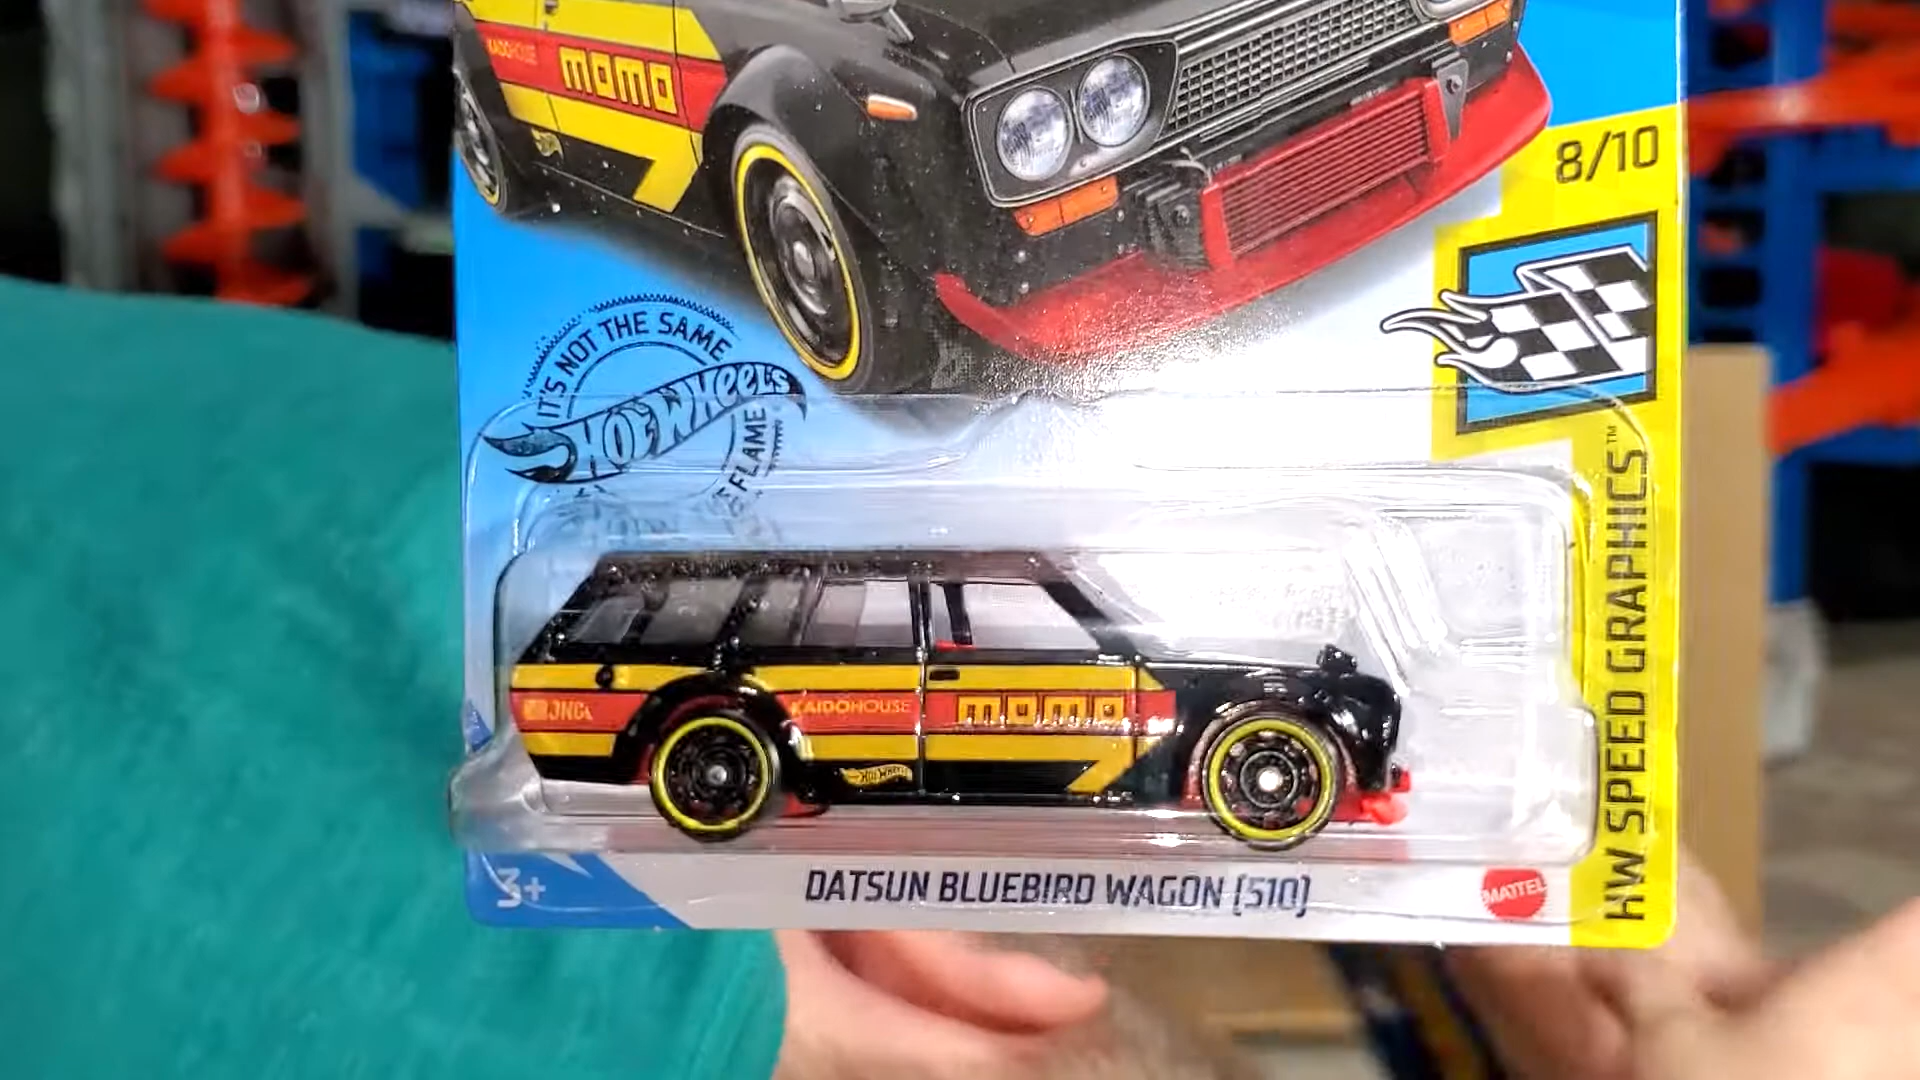 KAIDOHOUSE
momo
8/10
IT'S NOT THE SAME
HOT WHEELS
FLAME
HW SPEED GRAPHICS™
JNC
KAIDOHOUSE
momo
HOT WHEELS
3+
DATSUN BLUEBIRD WAGON (510)
MATTEL